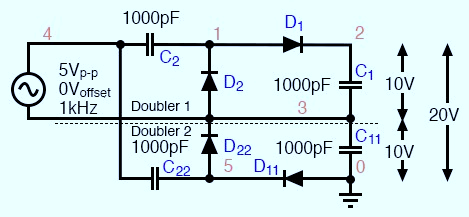 1000pF
4
1
D1
2
C2
5Vp-p
0Voffset
1kHz
D2
1000pF
C1
10V
Doubler 1
3
20V
Doubler 2
1000pF
D22
1000pF
C11
10V
C22
5
D11
0